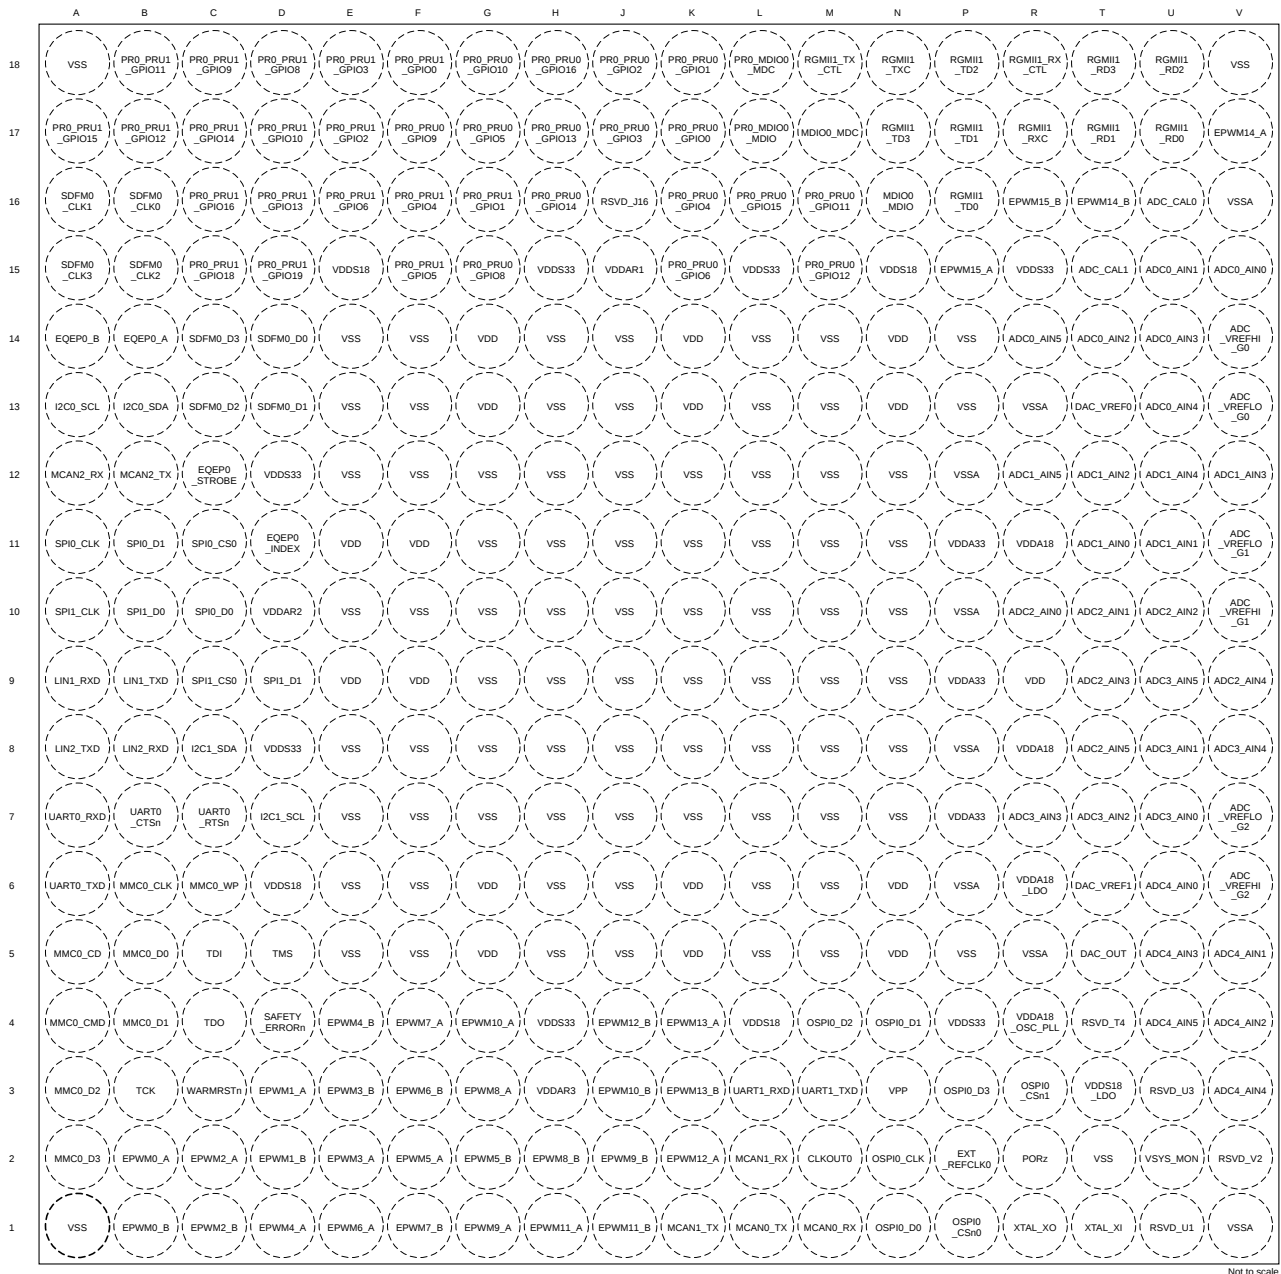 A B C D E F G H J K L M N P R T U V
18 VSS PR0_PRU1_GPIO11 PR0_PRU1_GPIO9 PR0_PRU1_GPIO8 PR0_PRU1_GPIO3 PR0_PRU1_GPIO0 PR0_PRU0_GPIO10 PR0_PRU0_GPIO16 PR0_PRU0_GPIO2 PR0_PRU0_GPIO1 PR0_MDIO0_MDC RGMII1_TX_CTL RGMII1_TXC RGMII1_TD2 RGMII1_RX_CTL RGMII1_RD3 RGMII1_RD2 VSS
17 PR0_PRU1_GPIO15 PR0_PRU1_GPIO12 PR0_PRU1_GPIO14 PR0_PRU1_GPIO10 PR0_PRU1_GPIO2 PR0_PRU0_GPIO9 PR0_PRU0_GPIO5 PR0_PRU0_GPIO13 PR0_PRU0_GPIO3 PR0_PRU0_GPIO0 PR0_MDIO0_MDIO MDIO0_MDC RGMII1_TD3 RGMII1_TD1 RGMII1_RXC RGMII1_RD1 RGMII1_RD0 EPWM14_A
16 SDFM0_CLK1 SDFM0_CLK0 PR0_PRU1_GPIO16 PR0_PRU1_GPIO13 PR0_PRU1_GPIO6 PR0_PRU1_GPIO4 PR0_PRU1_GPIO1 PR0_PRU0_GPIO14 RSVD_J16 PR0_PRU0_GPIO4 PR0_PRU0_GPIO15 PR0_PRU0_GPIO11 MDIO0_MDIO RGMII1_TD0 EPWM15_B EPWM14_B ADC_CAL0 VSSA
15 SDFM0_CLK3 SDFM0_CLK2 PR0_PRU1_GPIO18 PR0_PRU1_GPIO19 VDDS18 PR0_PRU1_GPIO5 PR0_PRU0_GPIO8 VDDS33 VDDAR1 PR0_PRU0_GPIO6 VDDS33 PR0_PRU0_GPIO12 VDDS18 EPWM15_A VDDS33 ADC_CAL1 ADC0_AIN1 ADC0_AIN0
14 EQEP0_B EQEP0_A SDFM0_D3 SDFM0_D0 VSS VSS VDD VSS VSS VDD VSS VSS VDD VSS ADC0_AIN5 ADC0_AIN2 ADC0_AIN3 ADC_VREFHI_G0
13 I2C0_SCL I2C0_SDA SDFM0_D2 SDFM0_D1 VSS VSS VDD VSS VSS VDD VSS VSS VDD VSS VSSA DAC_VREF0 ADC0_AIN4 ADC_VREFLO_G0
12 MCAN2_RX MCAN2_TX EQEP0_STROBE VDDS33 VSS VSS VSS VSS VSS VSS VSS VSS VSS VSSA ADC1_AIN5 ADC1_AIN2 ADC1_AIN4 ADC1_AIN3
11 SPI0_CLK SPI0_D1 SPI0_CS0 EQEP0_INDEX VDD VDD VSS VSS VSS VSS VSS VSS VSS VDDA33 VDDA18 ADC1_AIN0 ADC1_AIN1 ADC_VREFLO_G1
10 SPI1_CLK SPI1_D0 SPI0_D0 VDDAR2 VSS VSS VSS VSS VSS VSS VSS VSS VSS VSSA ADC2_AIN0 ADC2_AIN1 ADC2_AIN2 ADC_VREFHI_G1
9 LIN1_RXD LIN1_TXD SPI1_CS0 SPI1_D1 VDD VDD VSS VSS VSS VSS VSS VSS VSS VDDA33 VDD ADC2_AIN3 ADC3_AIN5 ADC2_AIN4
8 LIN2_TXD LIN2_RXD I2C1_SDA VDDS33 VSS VSS VSS VSS VSS VSS VSS VSS VSS VSSA VDDA18 ADC2_AIN5 ADC3_AIN1 ADC3_AIN4
7 UART0_RXD UART0_CTSn UART0_RTSn I2C1_SCL VSS VSS VSS VSS VSS VSS VSS VSS VSS VDDA33 ADC3_AIN3 ADC3_AIN2 ADC3_AIN0 ADC_VREFLO_G2
6 UART0_TXD MMC0_CLK MMC0_WP VDDS18 VSS VSS VDD VSS VSS VDD VSS VSS VDD VSSA VDDA18_LDO DAC_VREF1 ADC4_AIN0 ADC_VREFHI_G2
5 MMC0_CD MMC0_D0 TDI TMS VSS VSS VDD VSS VSS VDD VSS VSS VDD VSS VSSA DAC_OUT ADC4_AIN3 ADC4_AIN1
4 MMC0_CMD MMC0_D1 TDO SAFETY_ERRORn EPWM4_B EPWM7_A EPWM10_A VDDS33 EPWM12_B EPWM13_A VDDS18 OSPI0_D2 OSPI0_D1 VDDS33 VDDA18_OSC_PLL RSVD_T4 ADC4_AIN5 ADC4_AIN2
3 MMC0_D2 TCK WARMRSTn EPWM1_A EPWM3_B EPWM6_B EPWM8_A VDDAR3 EPWM10_B EPWM13_B UART1_RXD UART1_TXD VPP OSPI0_D3 OSPI0_CSn1 VDDS18_LDO RSVD_U3 ADC4_AIN4
2 MMC0_D3 EPWM0_A EPWM2_A EPWM1_B EPWM3_A EPWM5_A EPWM5_B EPWM8_B EPWM9_B EPWM12_A MCAN1_RX CLKOUT0 OSPI0_CLK EXT_REFCLK0 PORz VSS VSYS_MON RSVD_V2
1 VSS EPWM0_B EPWM2_B EPWM4_A EPWM6_A EPWM7_B EPWM9_A EPWM11_A EPWM11_B MCAN1_TX MCAN0_TX MCAN0_RX OSPI0_D0 OSPI0_CSn0 XTAL_XO XTAL_XI RSVD_U1 VSSA
Not to scale